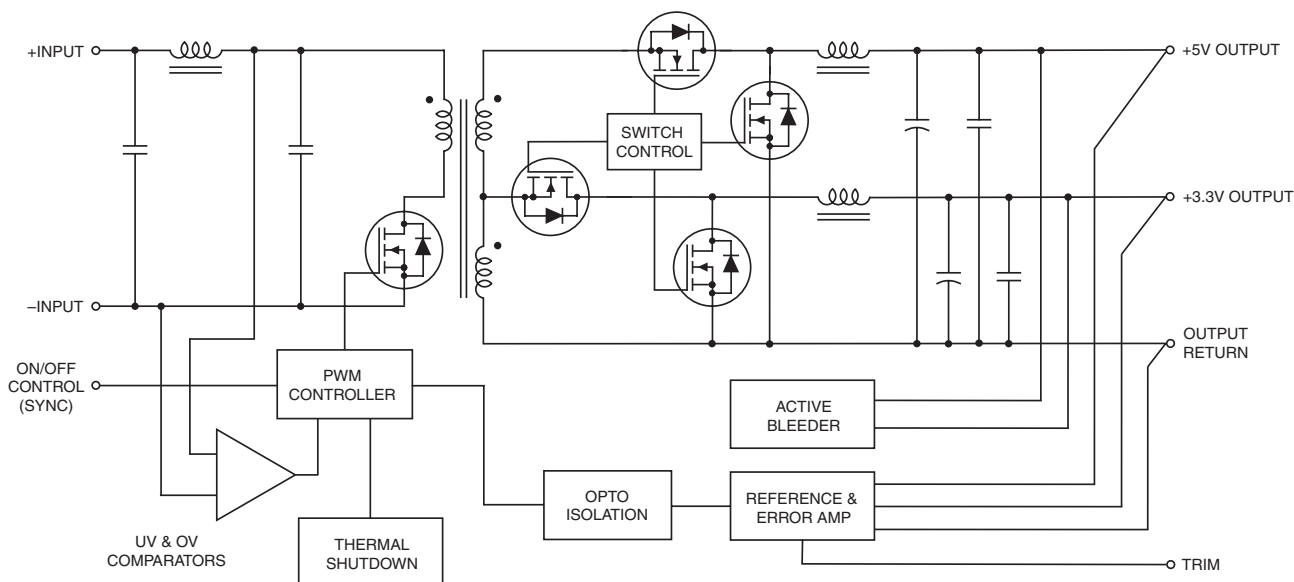 +INPUT
+5V OUTPUT
SWITCH
CONTROL
+3.3V OUTPUT
–INPUT
OUTPUT
RETURN
ON/OFF
CONTROL
(SYNC)
PWM
CONTROLLER
ACTIVE
BLEEDER
OPTO
ISOLATION
REFERENCE &
ERROR AMP
UV & OV
COMPARATORS
THERMAL
SHUTDOWN
TRIM